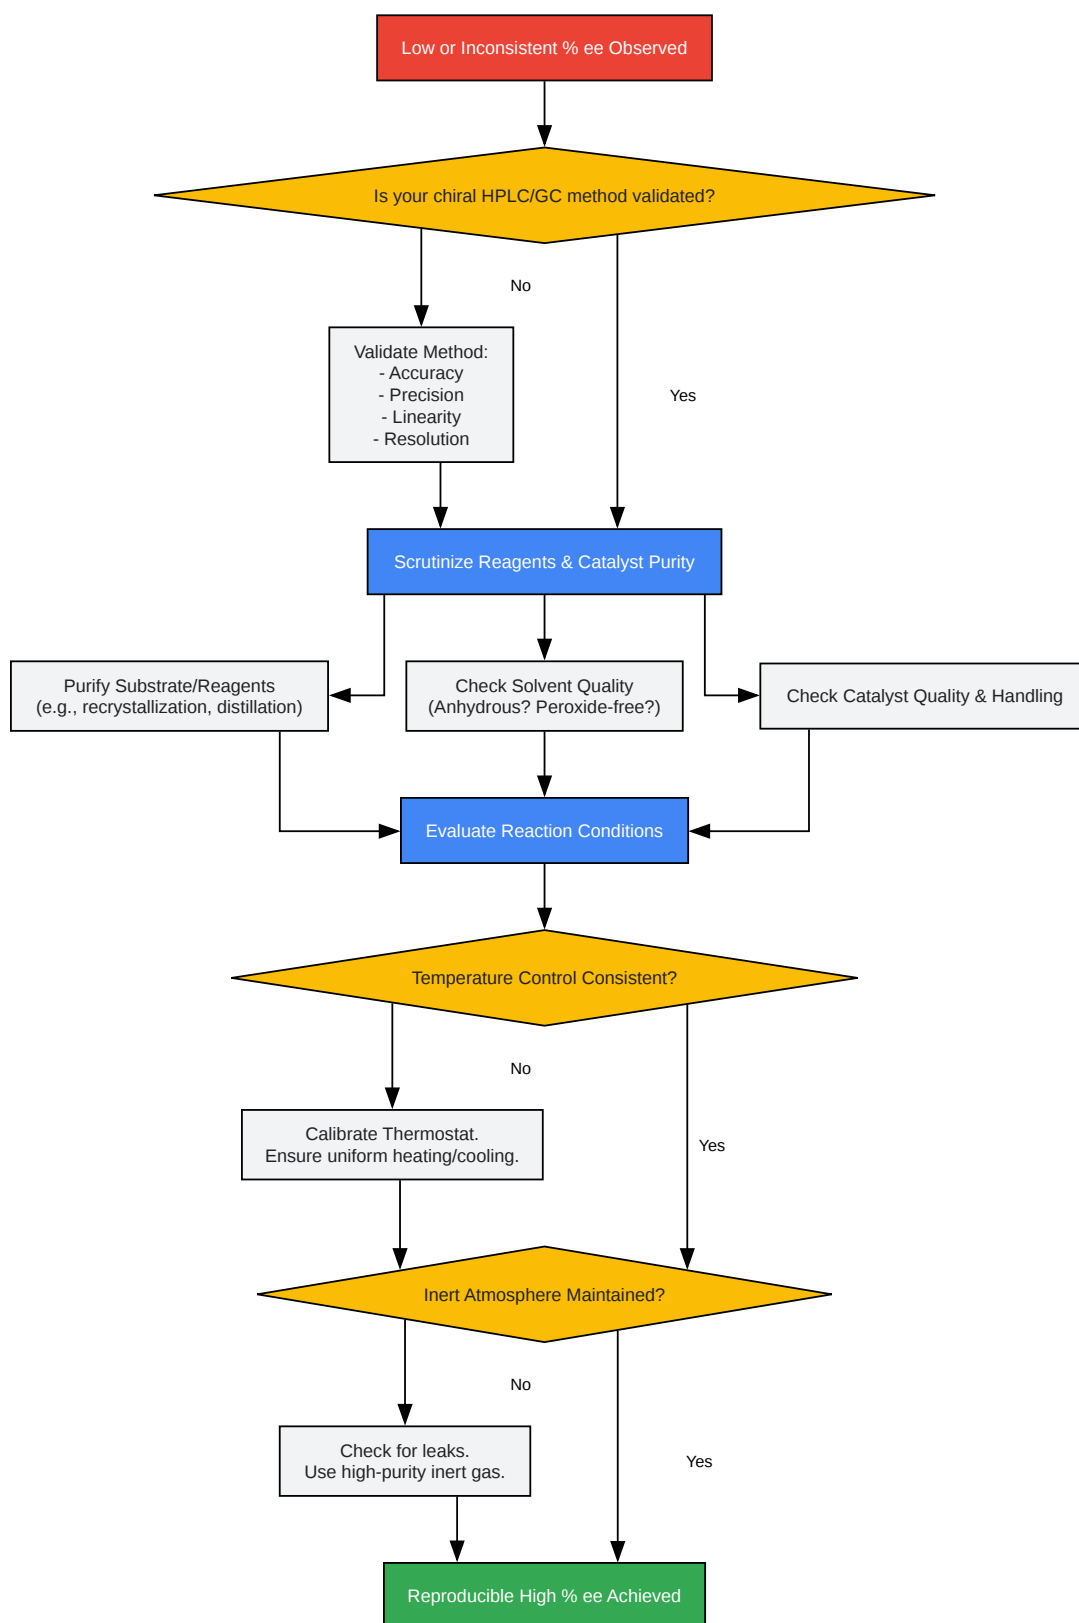 Low or Inconsistent % ee Observed
Is your chiral HPLC/GC method validated?
No
Validate Method:
- Accuracy
- Precision
- Linearity
- Resolution
Yes
Scrutinize Reagents & Catalyst Purity
Purify Substrate/Reagents
(e.g., recrystallization, distillation)
Check Solvent Quality
(Anhydrous? Peroxide-free?)
Check Catalyst Quality & Handling
Evaluate Reaction Conditions
Temperature Control Consistent?
No
Calibrate Thermostat.
Ensure uniform heating/cooling.
Yes
Inert Atmosphere Maintained?
No
Check for leaks.
Use high-purity inert gas.
Yes
Reproducible High % ee Achieved